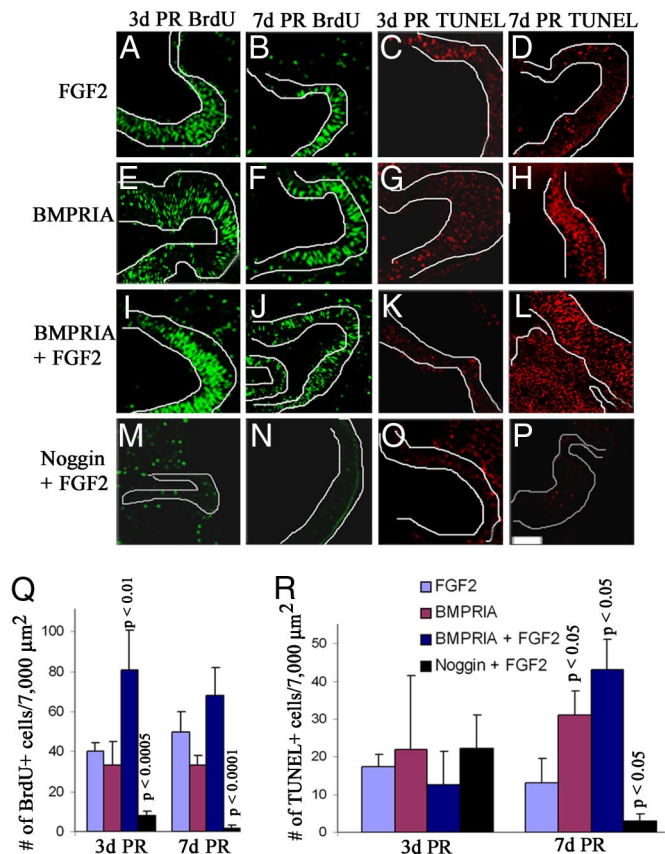 3d PR BrdU 7d PR BrdU 3d PR TUNEL 7d PR TUNEL
A B C D
FGF2
E F G H
BMPRIA
I J K L
BMPRIA
+ FGF2
M N O P
Noggin
+ FGF2
Q R
# of BrdU+ cells/7,000 µm²
100
80
60
40
20
0
p < 0.01
p < 0.0005
p < 0.0001
3d PR 7d PR
# of TUNEL+ cells/7,000 µm²
50
40
30
20
10
0
FGF2
BMPRIA
BMPRIA + FGF2
Noggin + FGF2
p < 0.05
p < 0.05
p < 0.05
3d PR 7d PR